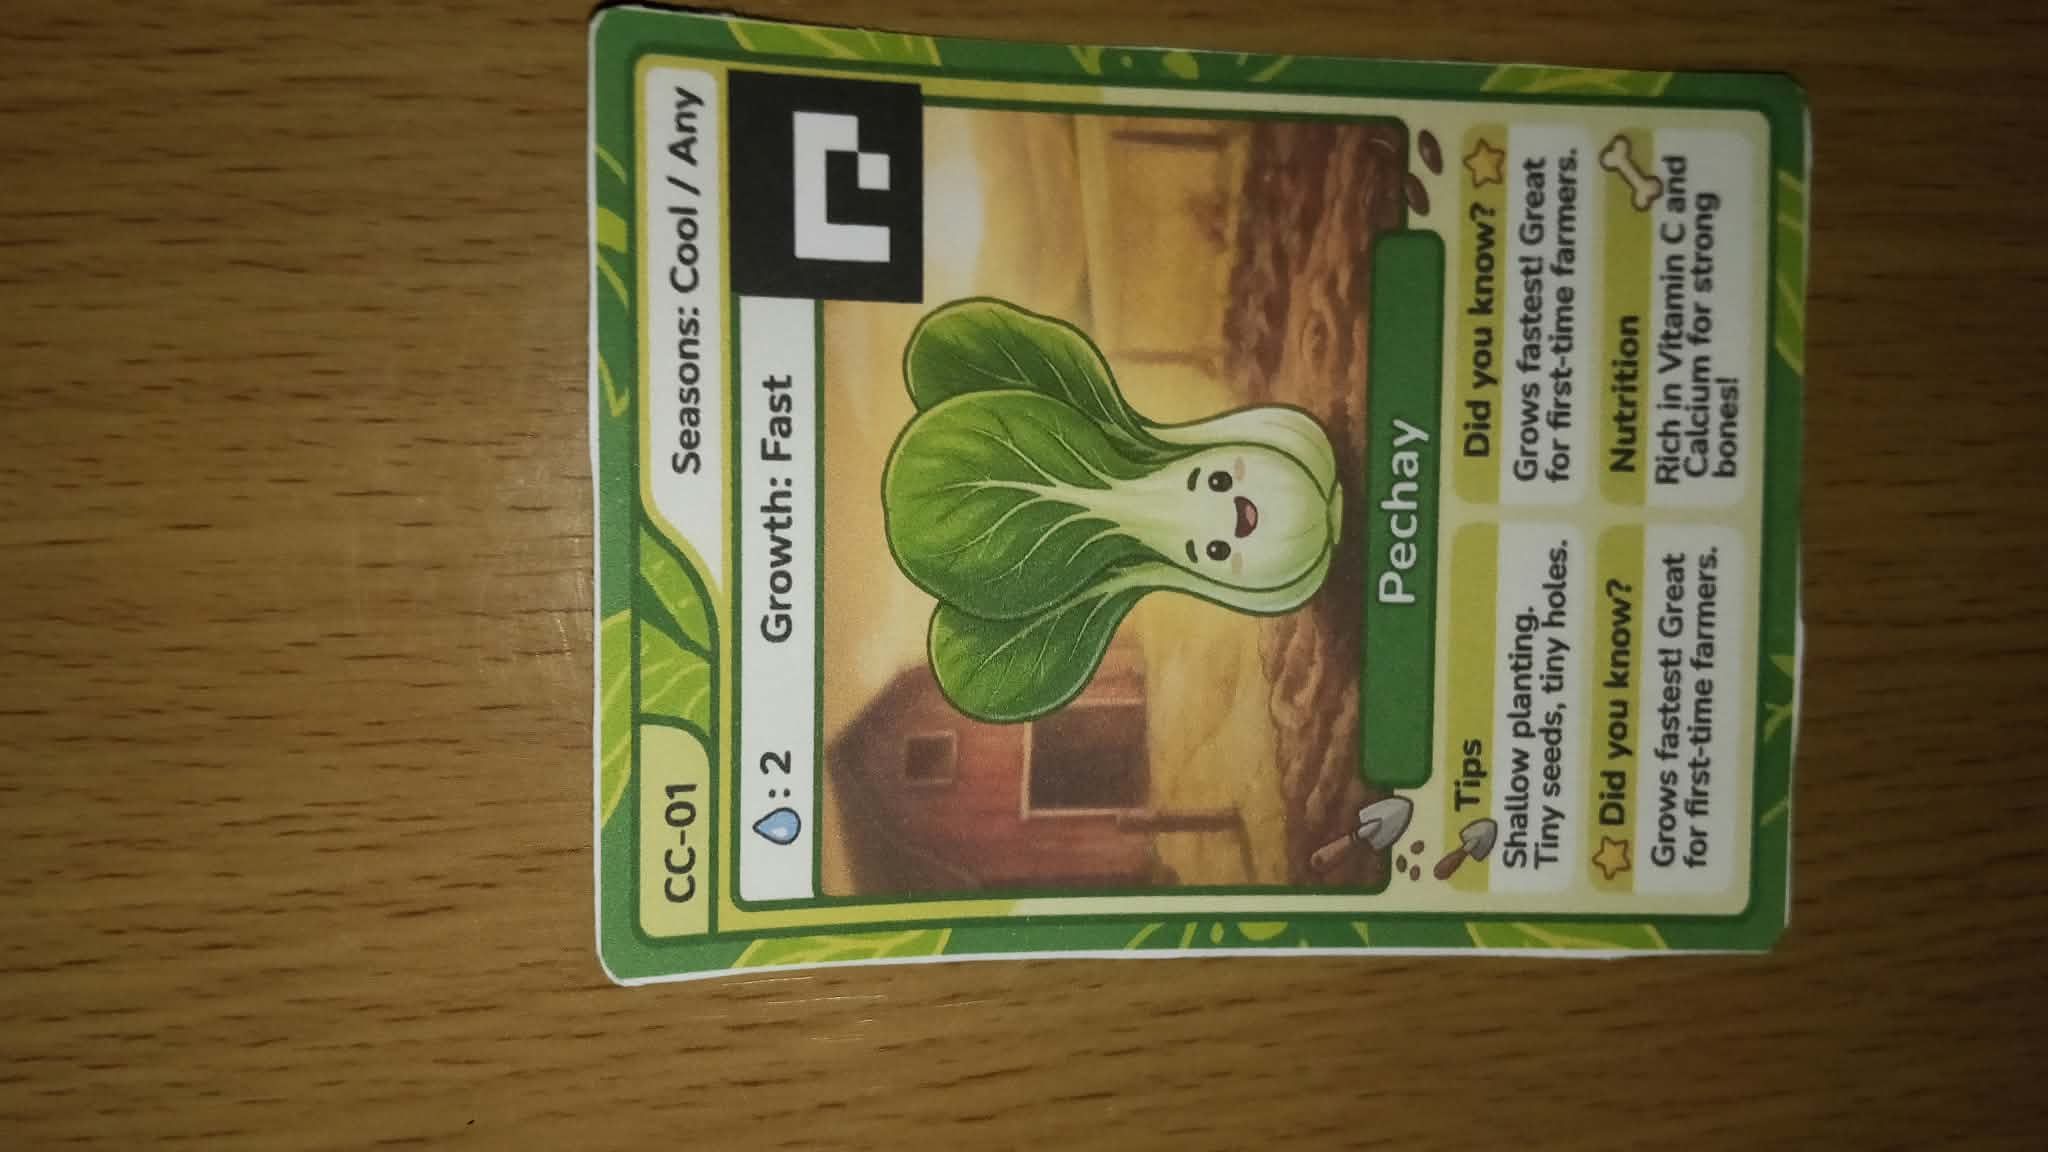 CC-01
Seasons: Cool / Any
: 2
Growth: Fast
Pechay
Tips
Shallow planting.
Tiny seeds, tiny holes.
Did you know?
Grows fastest! Great
for first-time farmers.
Did you know?
Grows fastest! Great
for first-time farmers.
Nutrition
Rich in Vitamin C and
Calcium for strong
bones!